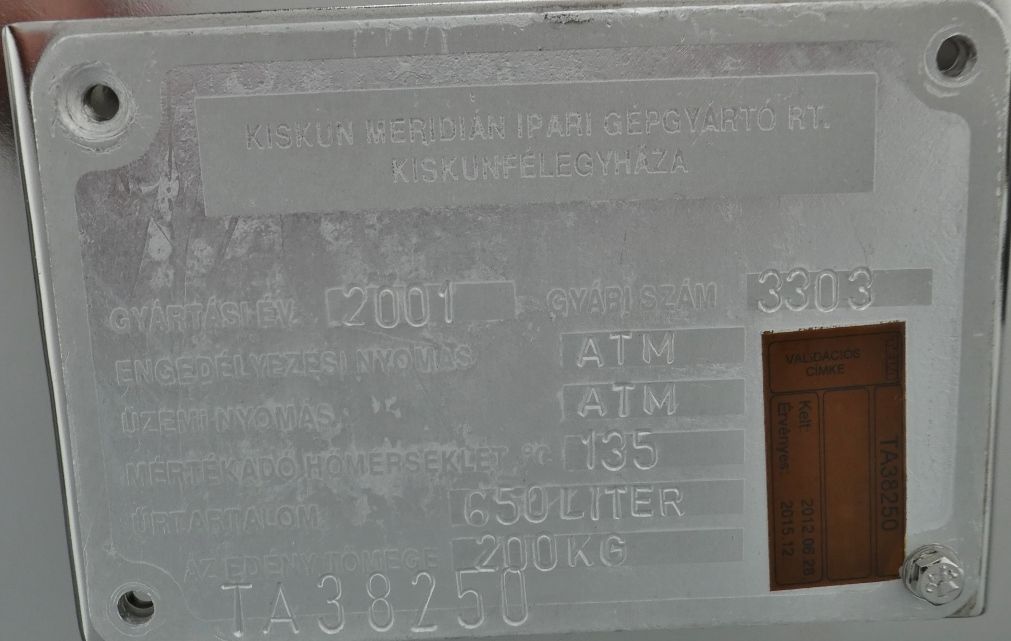 KISKUN MERIDIÁN IPARI GÉPGYÁRTÓ RT.
KISKUNFÉLEGYHÁZA
GYÁRTÁSI ÉV 2001 GYÁRI SZÁM 3303
ENGEDÉLYEZÉSI NYOMÁS ATM
ÜZEMI NYOMÁS ATM
MÉRTÉKADÓ HŐMÉRSÉKLET °C 135
ŰRTARTALOM 650 LITER
AZ EDÉNY TÖMEGE 200 KG
TA38250
VALIDÁCIÓS
CÍMKE
TA38250
Kelt: 2012 06 28
Érvényes: 2015.12